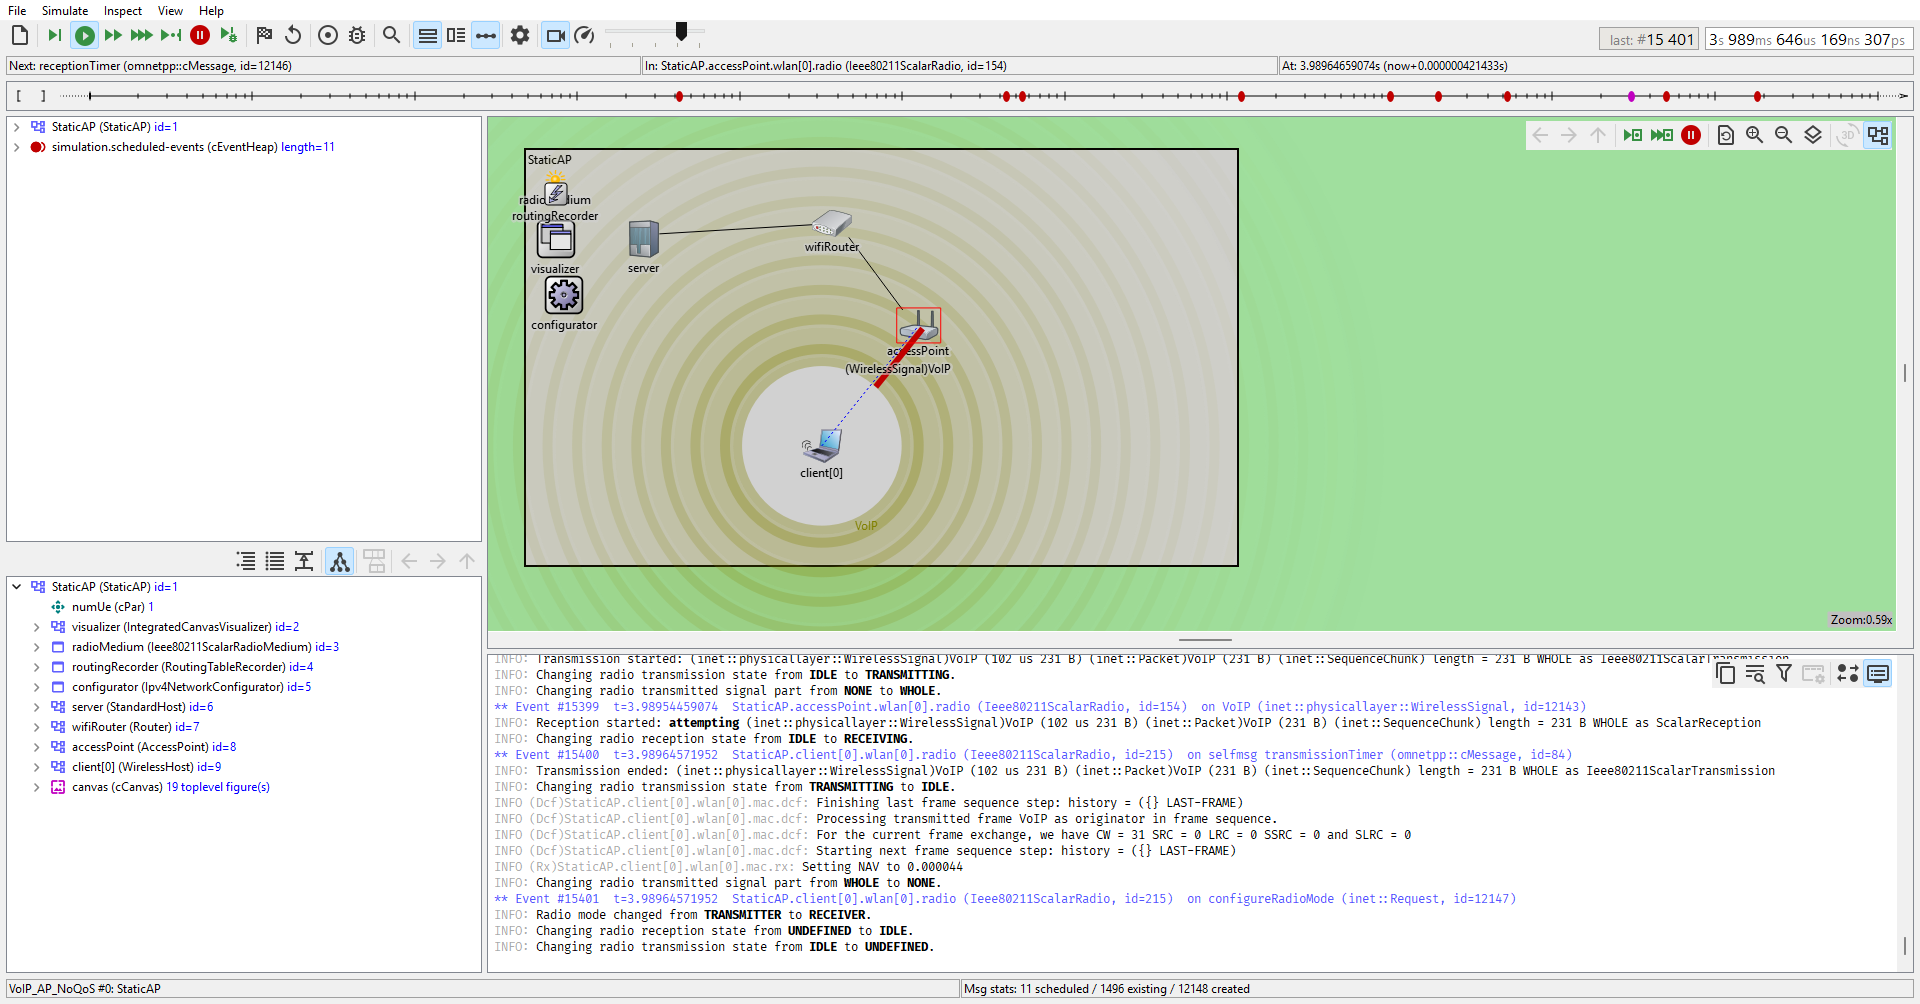 File Simulate Inspect View Help
last: #15 401 3s 989ms 646us 169ns 307ps
Next: receptionTimer (omnetpp::cMessage, id=12146) In: StaticAP.accessPoint.wlan[0].radio (Ieee80211ScalarRadio, id=154) At: 3.98964659074s (now+0.000000421433s)
[ ]
StaticAP (StaticAP) id=1
simulation.scheduled-events (cEventHeap) length=11
3D
StaticAP
routingRecorder
visualizer
configurator
server
wifiRouter
accessPoint
(WirelessSignal)VoIP
client[0]
VoIP
Zoom:0.59x
StaticAP (StaticAP) id=1
numUe (cPar) 1
visualizer (IntegratedCanvasVisualizer) id=2
radioMedium (Ieee80211ScalarRadioMedium) id=3
routingRecorder (RoutingTableRecorder) id=4
configurator (Ipv4NetworkConfigurator) id=5
server (StandardHost) id=6
wifiRouter (Router) id=7
accessPoint (AccessPoint) id=8
client[0] (WirelessHost) id=9
canvas (cCanvas) 19 toplevel figure(s)
INFO: Transmission started: (inet::physicallayer::WirelessSignal)VoIP (102 us 231 B) (inet::Packet)VoIP (231 B) (inet::SequenceChunk) length = 231 B WHOLE as Ieee80211ScalarTransmission
INFO: Changing radio transmission state from IDLE to TRANSMITTING.
INFO: Changing radio transmitted signal part from NONE to WHOLE.
** Event #15399 t=3.98954459074 StaticAP.accessPoint.wlan[0].radio (Ieee80211ScalarRadio, id=154) on VoIP (inet::physicallayer::WirelessSignal, id=12143)
INFO: Reception started: attempting (inet::physicallayer::WirelessSignal)VoIP (102 us 231 B) (inet::Packet)VoIP (231 B) (inet::SequenceChunk) length = 231 B WHOLE as ScalarReception
INFO: Changing radio reception state from IDLE to RECEIVING.
** Event #15400 t=3.98964571952 StaticAP.client[0].wlan[0].radio (Ieee80211ScalarRadio, id=215) on selfmsg transmissionTimer (omnetpp::cMessage, id=84)
INFO: Transmission ended: (inet::physicallayer::WirelessSignal)VoIP (102 us 231 B) (inet::Packet)VoIP (231 B) (inet::SequenceChunk) length = 231 B WHOLE as Ieee80211ScalarTransmission
INFO: Changing radio transmission state from TRANSMITTING to IDLE.
INFO (Dcf)StaticAP.client[0].wlan[0].mac.dcf: Finishing last frame sequence step: history = ({} LAST-FRAME)
INFO (Dcf)StaticAP.client[0].wlan[0].mac.dcf: Processing transmitted frame VoIP as originator in frame sequence.
INFO (Dcf)StaticAP.client[0].wlan[0].mac.dcf: For the current frame exchange, we have CW = 31 SRC = 0 LRC = 0 SSRC = 0 and SLRC = 0
INFO (Dcf)StaticAP.client[0].wlan[0].mac.dcf: Starting next frame sequence step: history = ({} LAST-FRAME)
INFO (Rx)StaticAP.client[0].wlan[0].mac.rx: Setting NAV to 0.000044
INFO: Changing radio transmitted signal part from WHOLE to NONE.
** Event #15401 t=3.98964571952 StaticAP.client[0].wlan[0].radio (Ieee80211ScalarRadio, id=215) on configureRadioMode (inet::Request, id=12147)
INFO: Radio mode changed from TRANSMITTER to RECEIVER.
INFO: Changing radio reception state from UNDEFINED to IDLE.
INFO: Changing radio transmission state from IDLE to UNDEFINED.
VoIP_AP_NoQoS #0: StaticAP Msg stats: 11 scheduled / 1496 existing / 12148 created